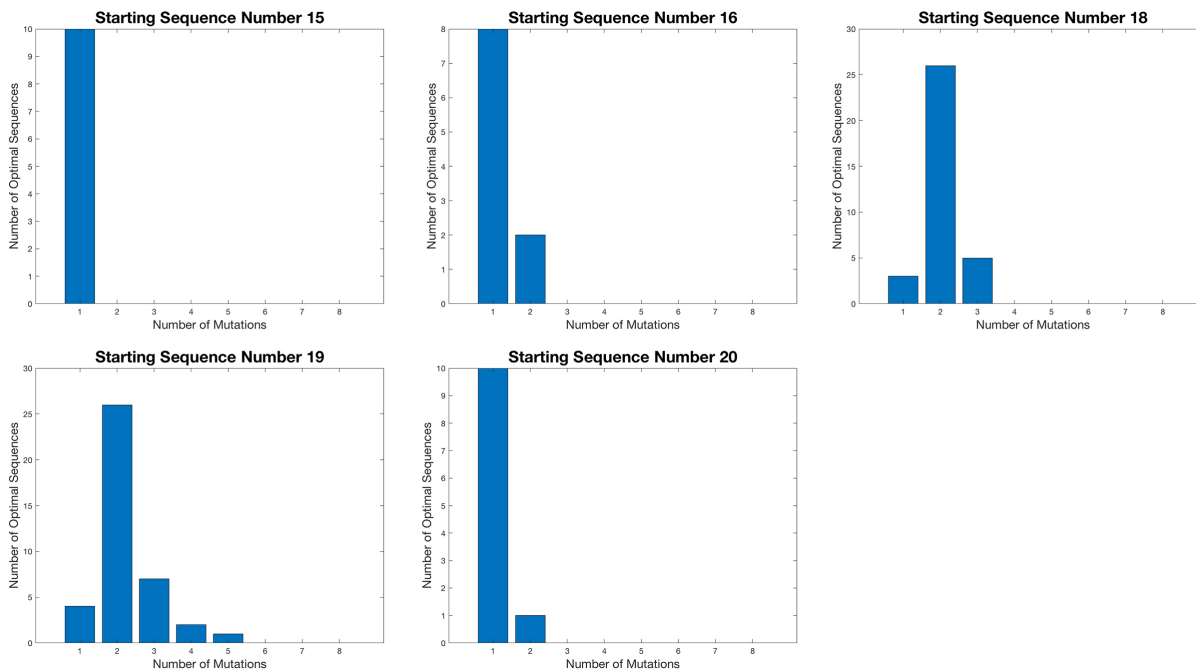 Starting Sequence Number 15
10
9
8
7
6
5
4
3
2
1
0
Number of Optimal Sequences
1 2 3 4 5 6 7 8
Number of Mutations
Starting Sequence Number 16
8
7
6
5
4
3
2
1
0
Number of Optimal Sequences
1 2 3 4 5 6 7 8
Number of Mutations
Starting Sequence Number 18
30
25
20
15
10
5
0
Number of Optimal Sequences
1 2 3 4 5 6 7 8
Number of Mutations
Starting Sequence Number 19
30
25
20
15
10
5
0
Number of Optimal Sequences
1 2 3 4 5 6 7 8
Number of Mutations
Starting Sequence Number 20
10
9
8
7
6
5
4
3
2
1
0
Number of Optimal Sequences
1 2 3 4 5 6 7 8
Number of Mutations